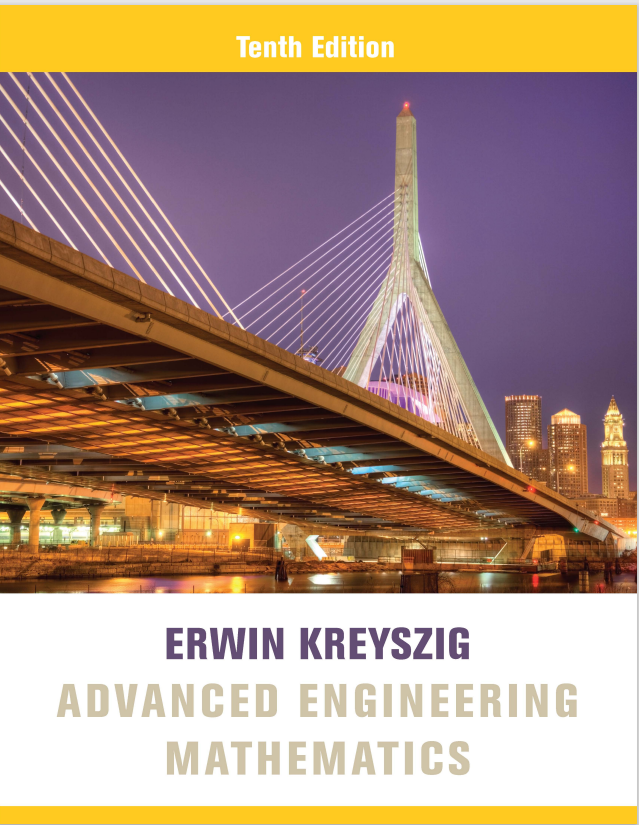 Tenth Edition
ERWIN KREYSZIG
ADVANCED ENGINEERING
MATHEMATICS